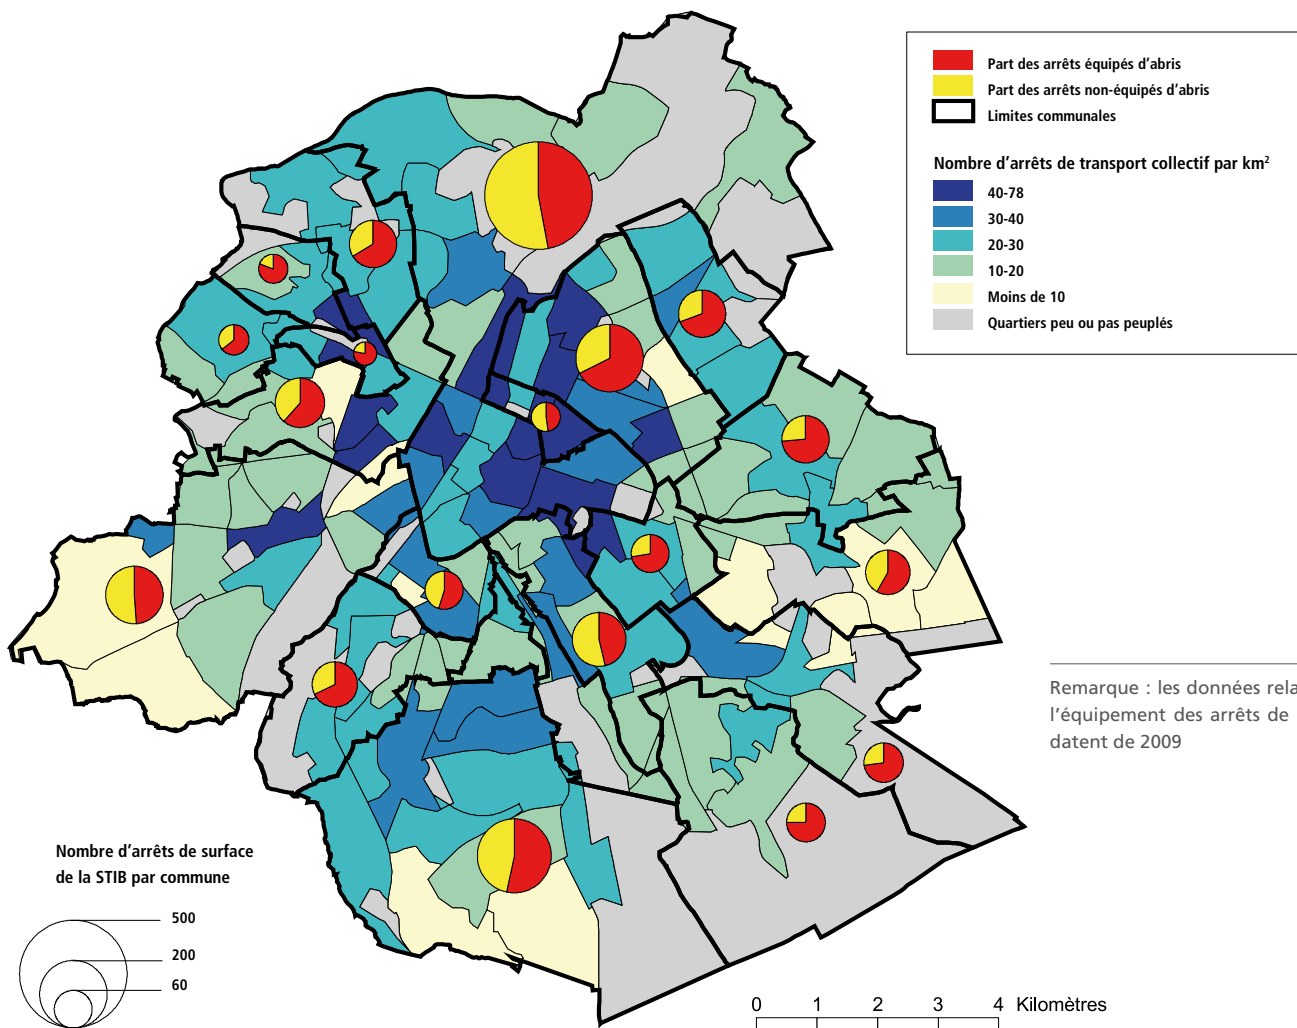 Part des arrêts équipés d'abris
Part des arrêts non-équipés d'abris
Limites communales
Nombre d'arrêts de transport collectif par km²
40-78
30-40
20-30
10-20
Moins de 10
Quartiers peu ou pas peuplés
Remarque : les données
l'équipement des arrêts de
datent de 2009
Nombre d'arrêts de surface
de la STIB par commune
500
200
60
0 1 2 3 4 Kilomètres